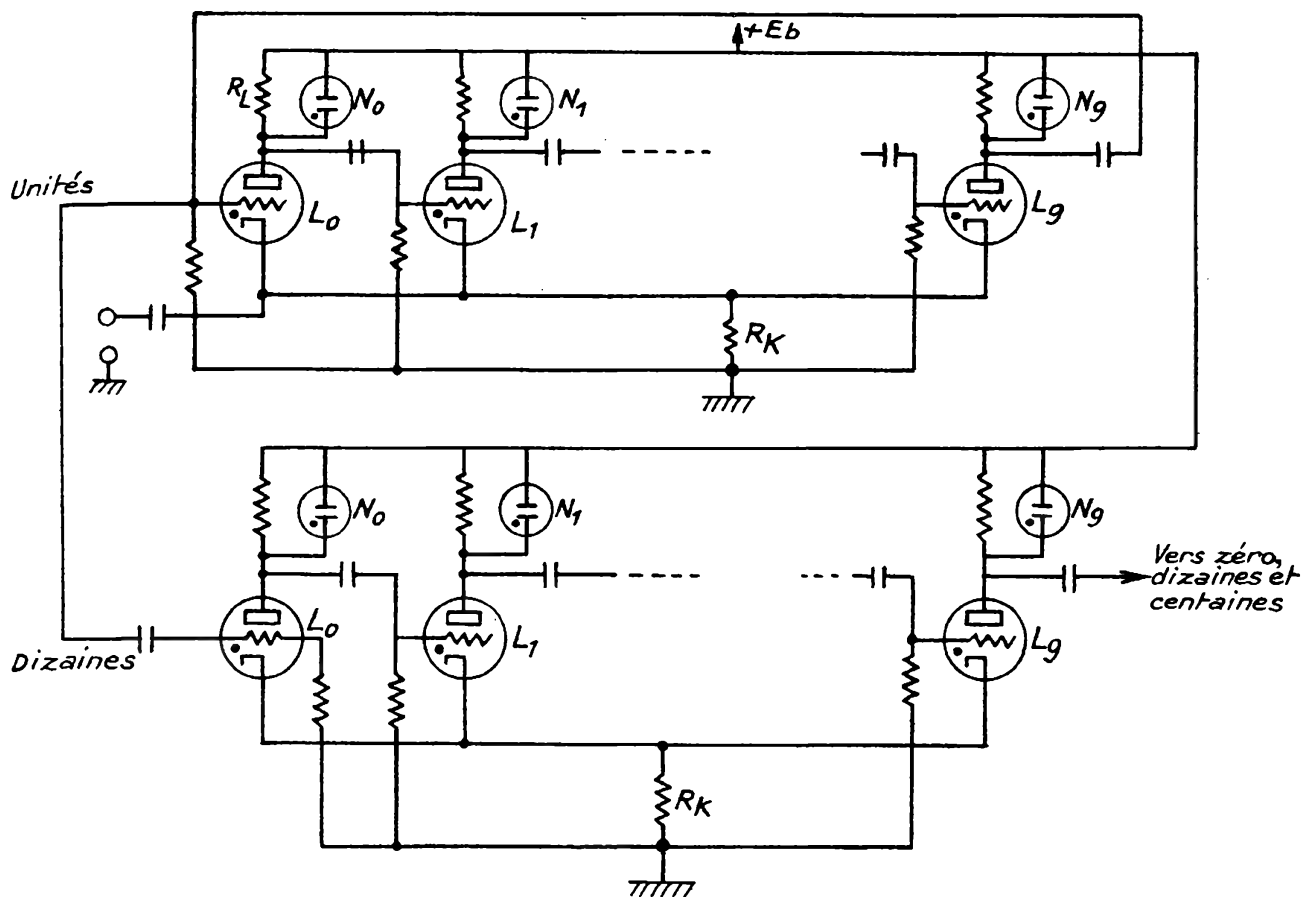 +Eb
RL
N0
N1
N9
Unités
L0
L1
L9
RK
N0
N1
N9
Vers zéro,
dizaines et
centaines
L0
L1
L9
Dizaines
RK